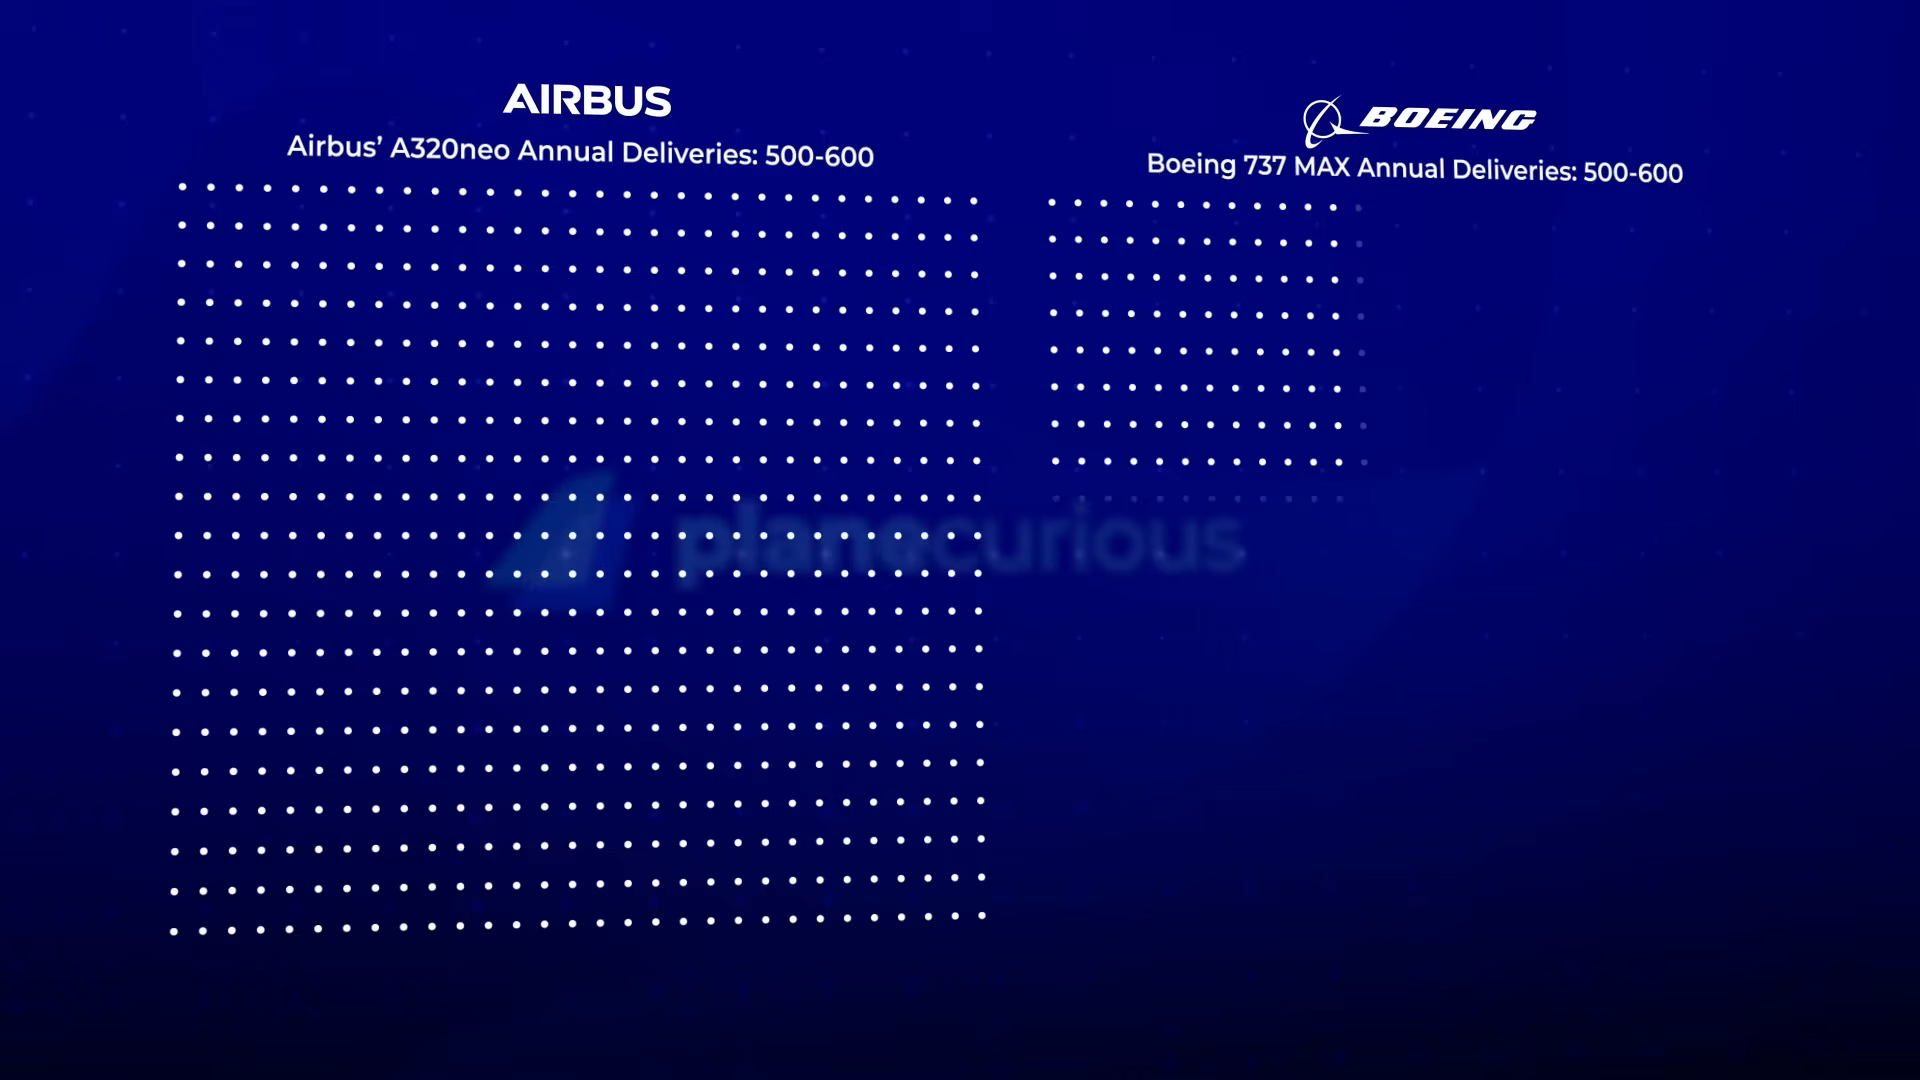 AIRBUS
Airbus’ A320neo Annual Deliveries: 500-600
BOEING
Boeing 737 MAX Annual Deliveries: 500-600
planecurious